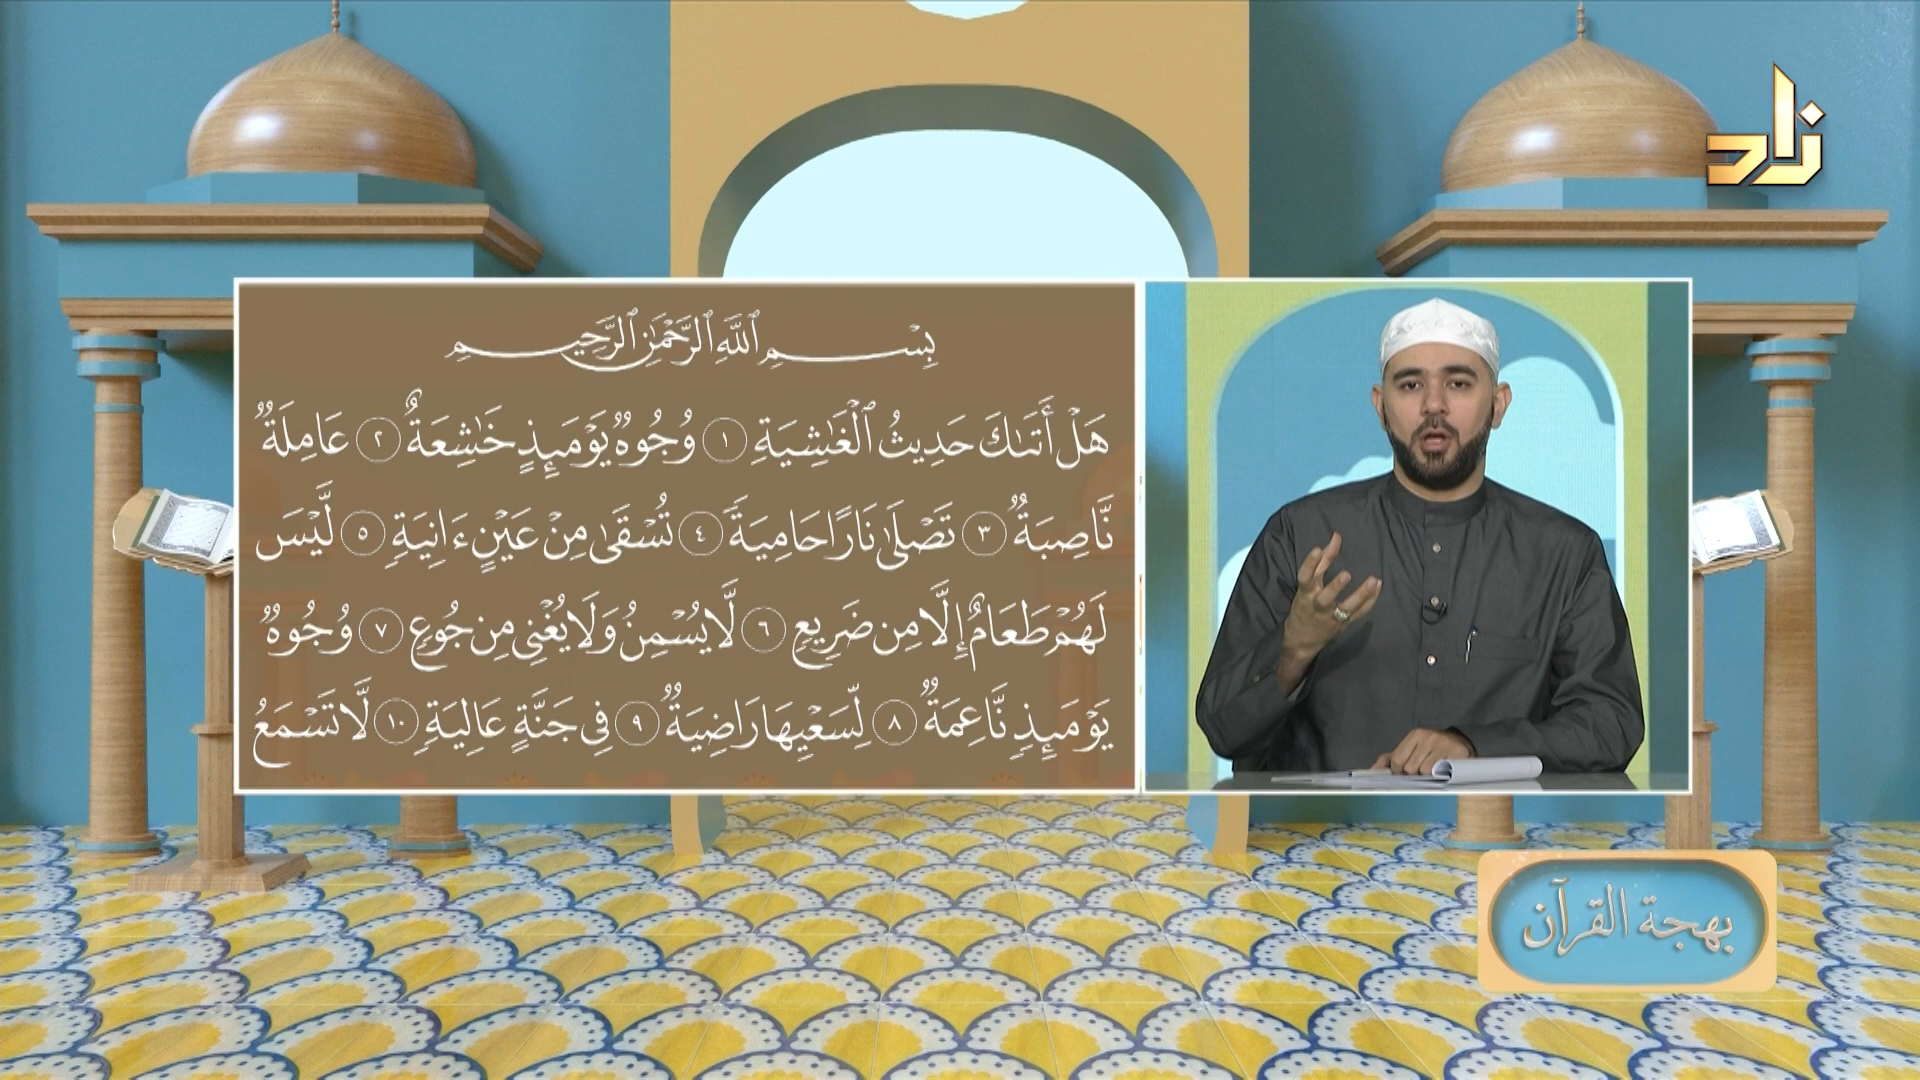 زاد
بِسْمِ ٱللَّهِ ٱلرَّحْمَٰنِ ٱلرَّحِيمِ
هَلْ أَتَىٰكَ حَدِيثُ ٱلْغَٰشِيَةِ ١ وُجُوهٌ يَوْمَئِذٍ خَٰشِعَةٌ ٢ عَامِلَةٌ
نَّاصِبَةٌ ٣ تَصْلَىٰ نَارًا حَامِيَةً ٤ تُسْقَىٰ مِنْ عَيْنٍ ءَانِيَةٍ ٥ لَّيْسَ
لَهُمْ طَعَامٌ إِلَّا مِن ضَرِيعٍ ٦ لَّا يُسْمِنُ وَلَا يُغْنِى مِن جُوعٍ ٧ وُجُوهٌ
يَوْمَئِذٍ نَّاعِمَةٌ ٨ لِّسَعْيِهَا رَاضِيَةٌ ٩ فِى جَنَّةٍ عَالِيَةٍ ١٠ لَّا تَسْمَعُ
بهجة القرآن